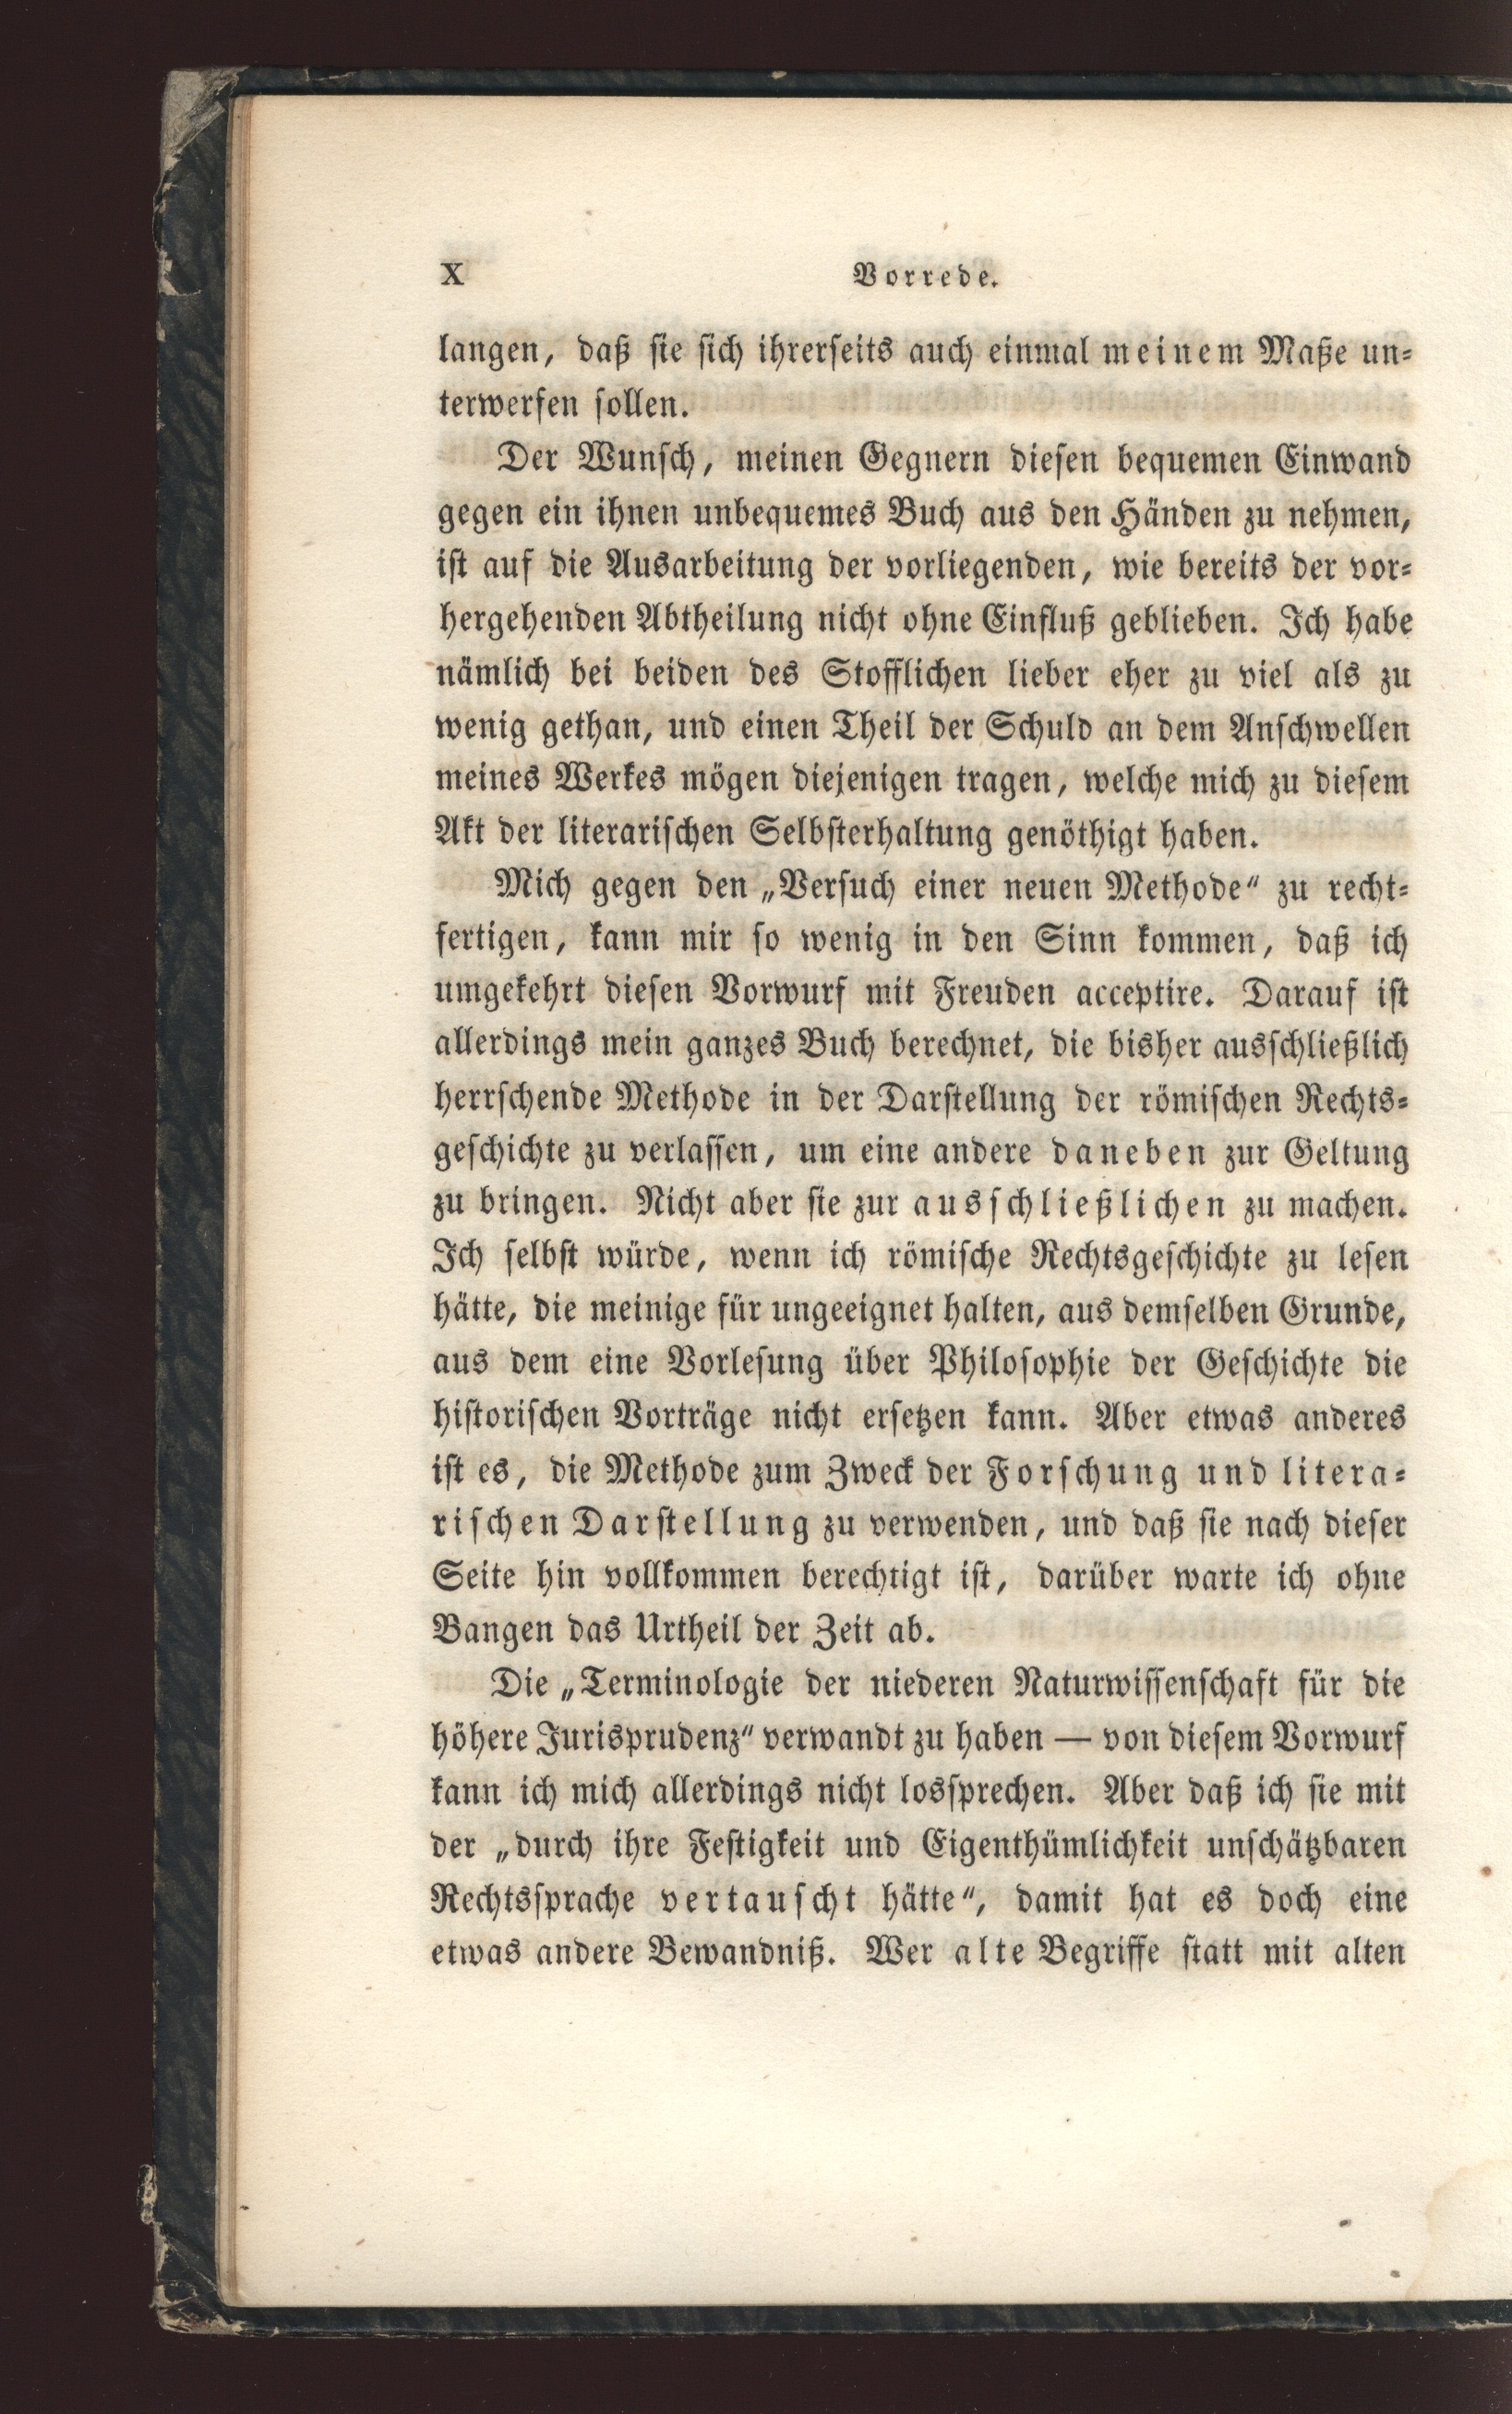 X Vorrede.
langen, daß sie sich ihrerseits auch einmal meinem Maße un-
terwerfen sollen.
Der Wunsch, meinen Gegnern diesen bequemen Einwand
gegen ein ihnen unbequemes Buch aus den Händen zu nehmen,
ist auf die Ausarbeitung der vorliegenden, wie bereits der vor-
hergehenden Abtheilung nicht ohne Einfluß geblieben. Ich habe
nämlich bei beiden des Stofflichen lieber eher zu viel als zu
wenig gethan, und einen Theil der Schuld an dem Anschwellen
meines Werkes mögen diejenigen tragen, welche mich zu diesem
Akt der literarischen Selbsterhaltung genöthigt haben.
Mich gegen den „Versuch einer neuen Methode“ zu recht-
fertigen, kann mir so wenig in den Sinn kommen, daß ich
umgekehrt diesen Vorwurf mit Freuden acceptire. Darauf ist
allerdings mein ganzes Buch berechnet, die bisher ausschließlich
herrschende Methode in der Darstellung der römischen Rechts-
geschichte zu verlassen, um eine andere daneben zur Geltung
zu bringen. Nicht aber sie zur ausschließlichen zu machen.
Ich selbst würde, wenn ich römische Rechtsgeschichte zu lesen
hätte, die meinige für ungeeignet halten, aus demselben Grunde,
aus dem eine Vorlesung über Philosophie der Geschichte die
historischen Vorträge nicht ersetzen kann. Aber etwas anderes
ist es, die Methode zum Zweck der Forschung und litera-
rischen Darstellung zu verwenden, und daß sie nach dieser
Seite hin vollkommen berechtigt ist, darüber warte ich ohne
Bangen das Urtheil der Zeit ab.
Die „Terminologie der niederen Naturwissenschaft für die
höhere Jurisprudenz“ verwandt zu haben — von diesem Vorwurf
kann ich mich allerdings nicht lossprechen. Aber daß ich sie mit
der „durch ihre Festigkeit und Eigenthümlichkeit unschätzbaren
Rechtssprache vertauscht hätte“, damit hat es doch eine
etwas andere Bewandniß. Wer alte Begriffe statt mit alten